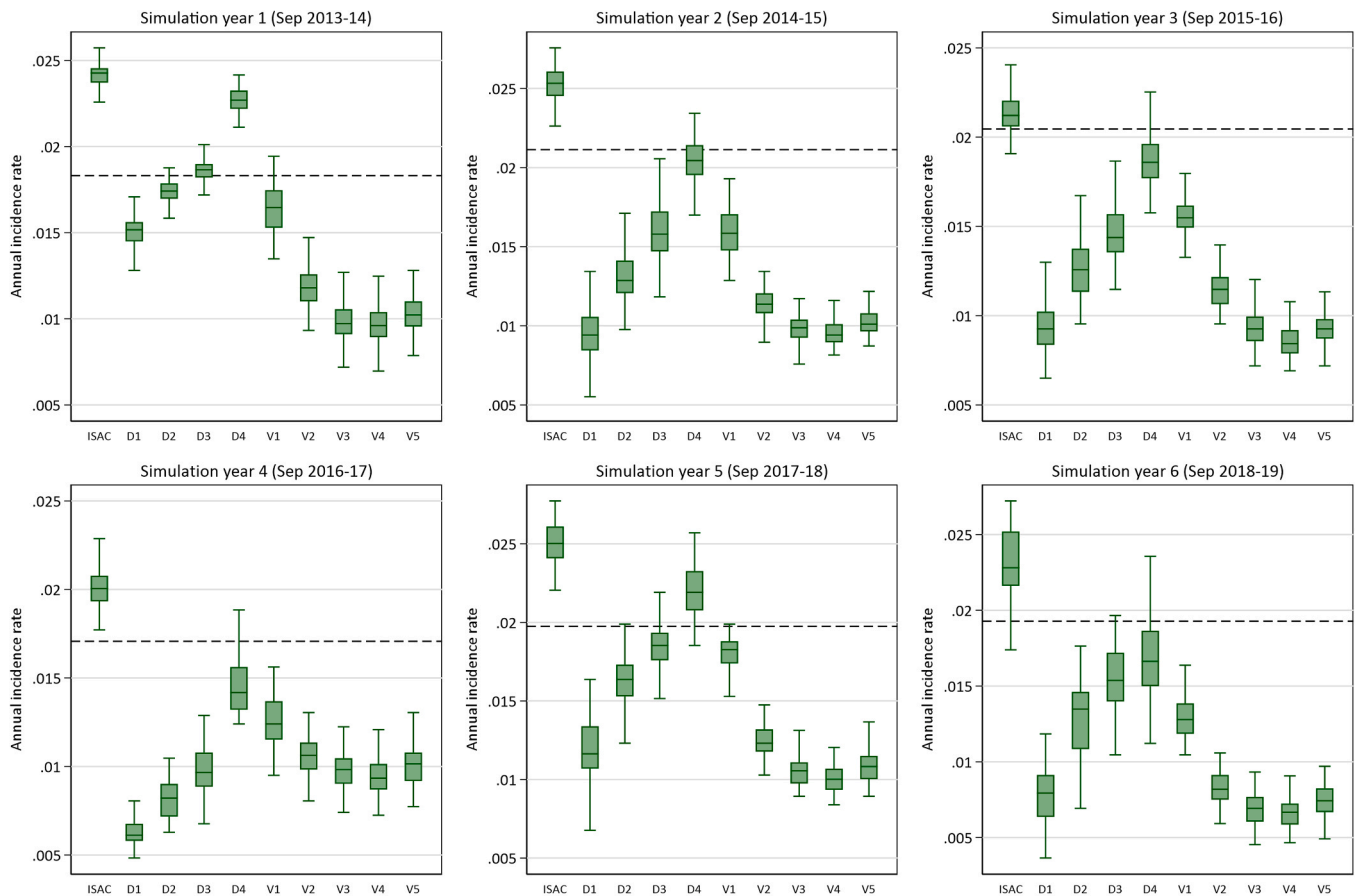 Simulation year 1 (Sep 2013-14)
Annual incidence rate
.025
.02
.015
.01
.005
ISAC D1 D2 D3 D4 V1 V2 V3 V4 V5
Simulation year 2 (Sep 2014-15)
Annual incidence rate
.025
.02
.015
.01
.005
ISAC D1 D2 D3 D4 V1 V2 V3 V4 V5
Simulation year 3 (Sep 2015-16)
Annual incidence rate
.025
.02
.015
.01
.005
ISAC D1 D2 D3 D4 V1 V2 V3 V4 V5
Simulation year 4 (Sep 2016-17)
Annual incidence rate
.025
.02
.015
.01
.005
ISAC D1 D2 D3 D4 V1 V2 V3 V4 V5
Simulation year 5 (Sep 2017-18)
Annual incidence rate
.025
.02
.015
.01
.005
ISAC D1 D2 D3 D4 V1 V2 V3 V4 V5
Simulation year 6 (Sep 2018-19)
Annual incidence rate
.025
.02
.015
.01
.005
ISAC D1 D2 D3 D4 V1 V2 V3 V4 V5